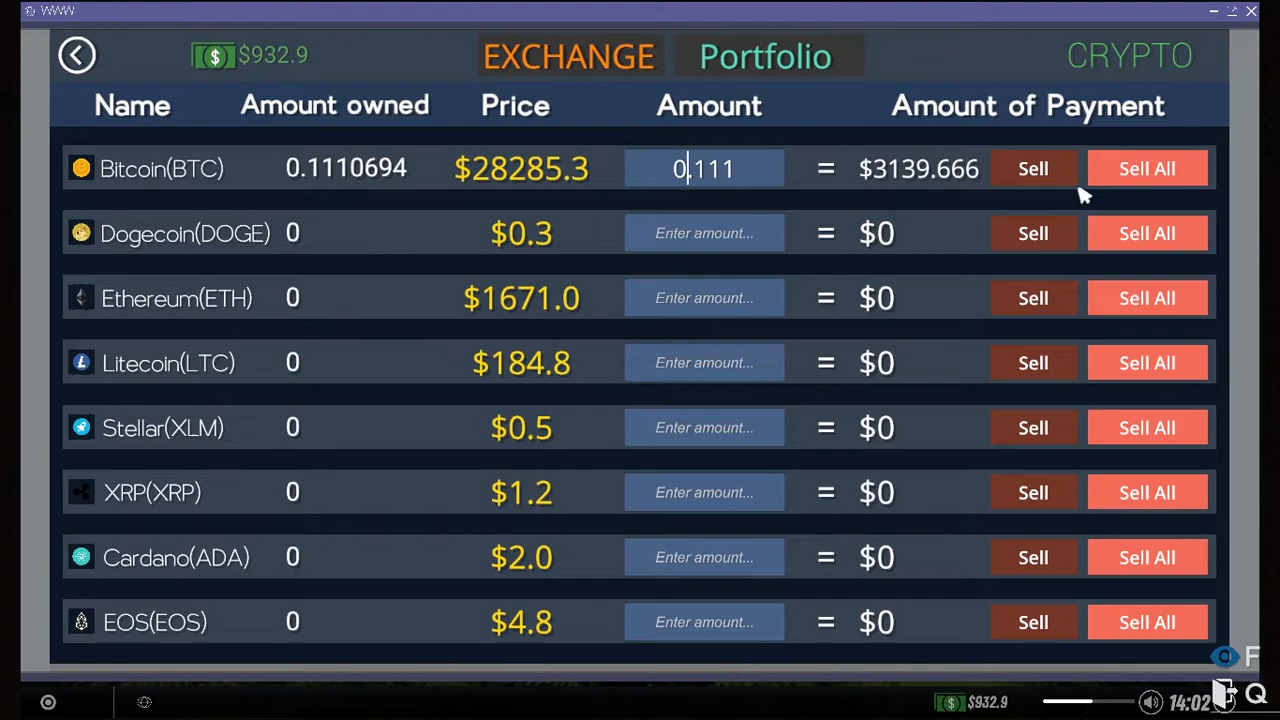 WWW
$932.9 EXCHANGE Portfolio CRYPTO
Name Amount owned Price Amount Amount of Payment
Bitcoin(BTC) 0.1110694 $28285.3 0.111 = $3139.666 Sell Sell All
Dogecoin(DOGE) 0 $0.3 Enter amount... = $0 Sell Sell All
Ethereum(ETH) 0 $1671.0 Enter amount... = $0 Sell Sell All
Litecoin(LTC) 0 $184.8 Enter amount... = $0 Sell Sell All
Stellar(XLM) 0 $0.5 Enter amount... = $0 Sell Sell All
XRP(XRP) 0 $1.2 Enter amount... = $0 Sell Sell All
Cardano(ADA) 0 $2.0 Enter amount... = $0 Sell Sell All
EOS(EOS) 0 $4.8 Enter amount... = $0 Sell Sell All
F
$932.9 14:02 Q